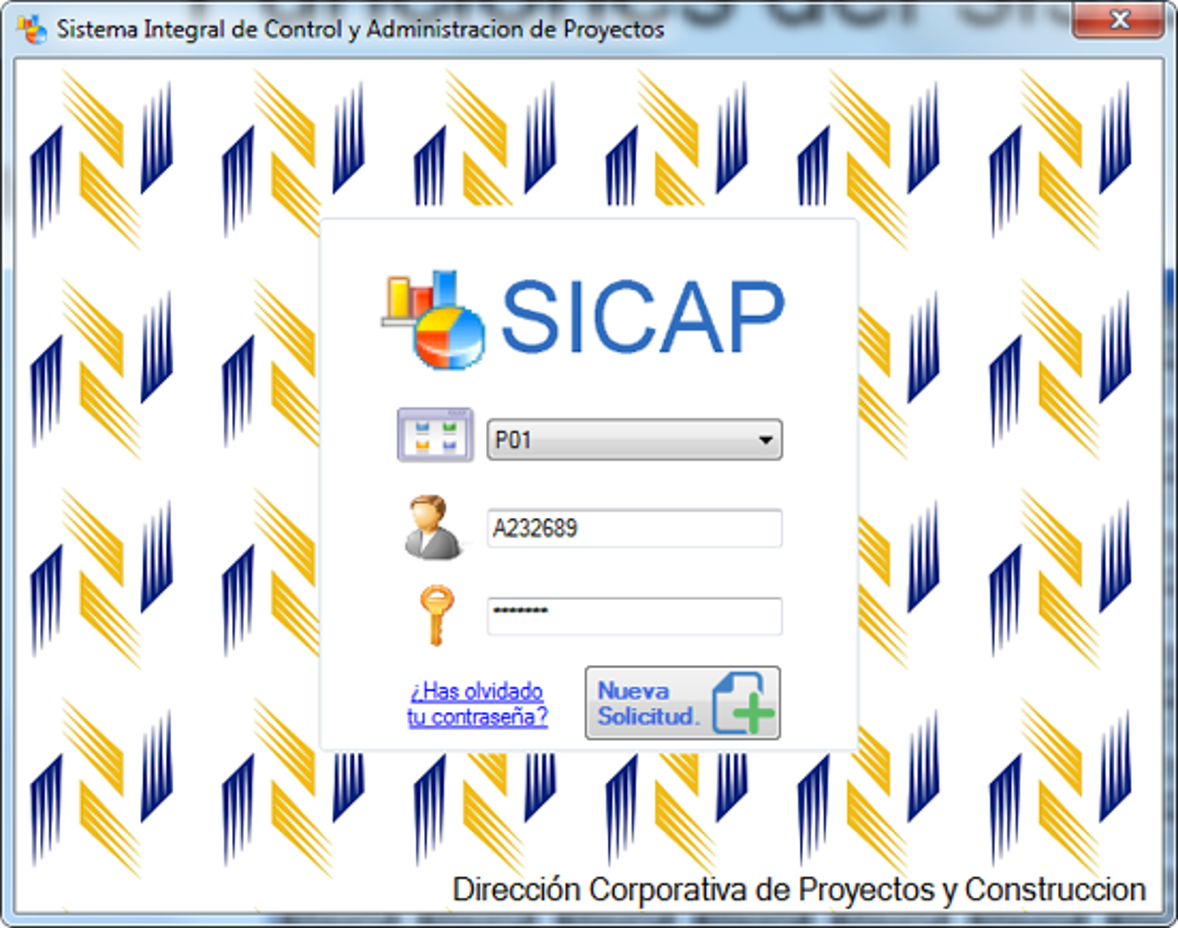 Sistema Integral de Control y Administracion de Proyectos
SICAP
P01
A232689
•••••••
¿Has olvidado
tu contraseña?
Nueva
Solicitud.
Dirección Corporativa de Proyectos y Construccion